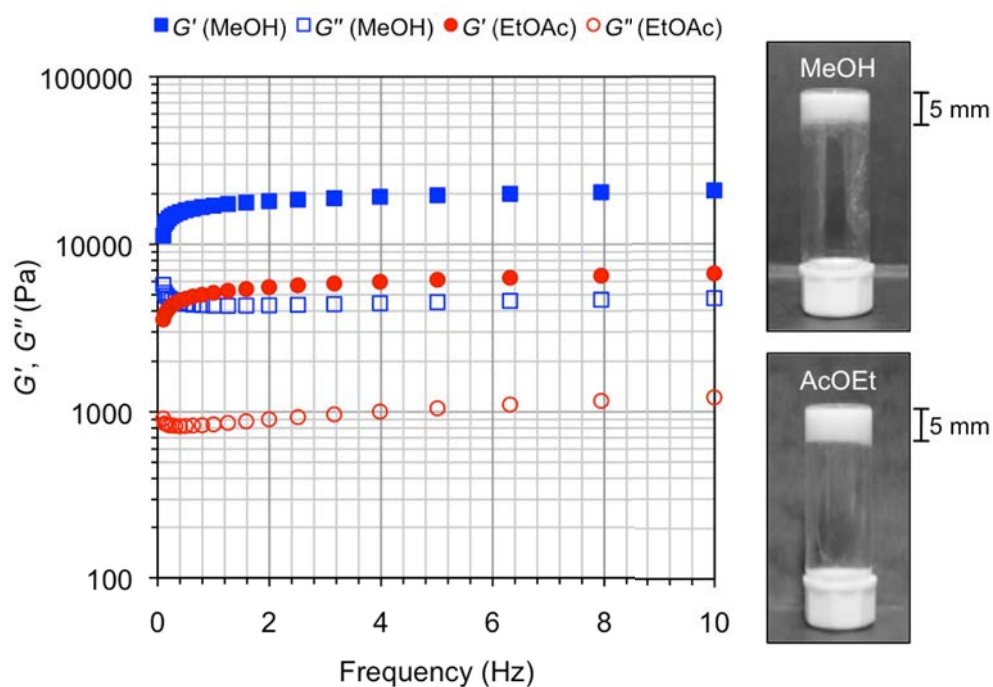 G′ (MeOH) G″ (MeOH) G′ (EtOAc) G″ (EtOAc)
100000
10000
1000
100
G′, G″ (Pa)
0 2 4 6 8 10
Frequency (Hz)
MeOH
5 mm
AcOEt
5 mm